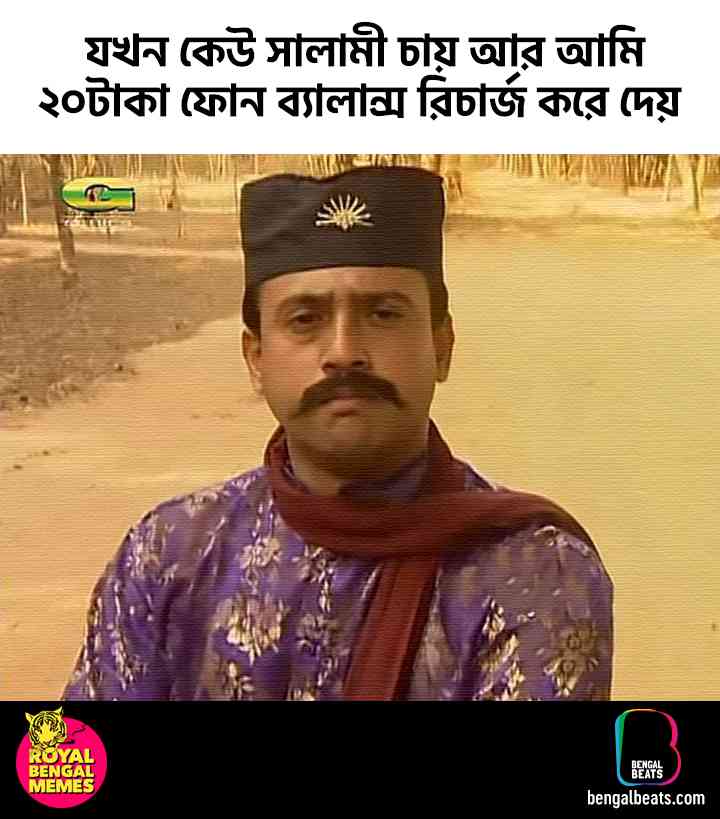 যখন কেউ সালামী চায় আর আমি
২০টাকা ফোন ব্যালান্স রিচার্জ করে দেয়
ROYAL
BENGAL
MEMES
BENGAL
BEATS
bengalbeats.com